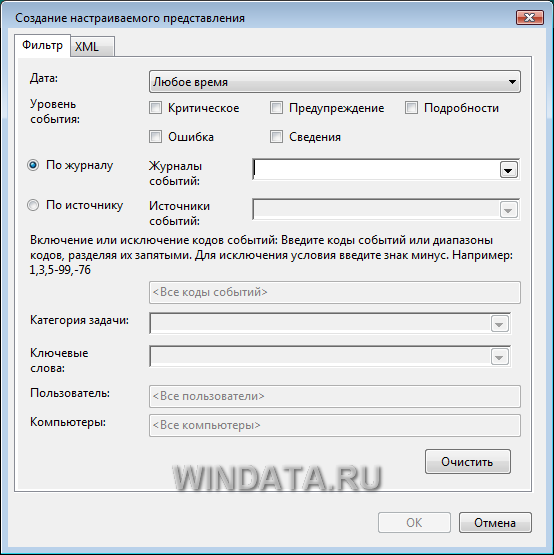 Создание настраиваемого представления
Фильтр XML
Дата: Любое время
Уровень события: Критическое Предупреждение Подробности
Ошибка Сведения
По журналу Журналы событий:
По источнику Источники событий:
Включение или исключение кодов событий: Введите коды событий или диапазоны
кодов, разделяя их запятыми. Для исключения условия введите знак минус. Например:
1,3,5-99,-76
<Все коды событий>
Категория задачи:
Ключевые
слова:
Пользователь: <Все пользователи>
Компьютеры: <Все компьютеры>
Очистить
WINDATA.RU
OK Отмена